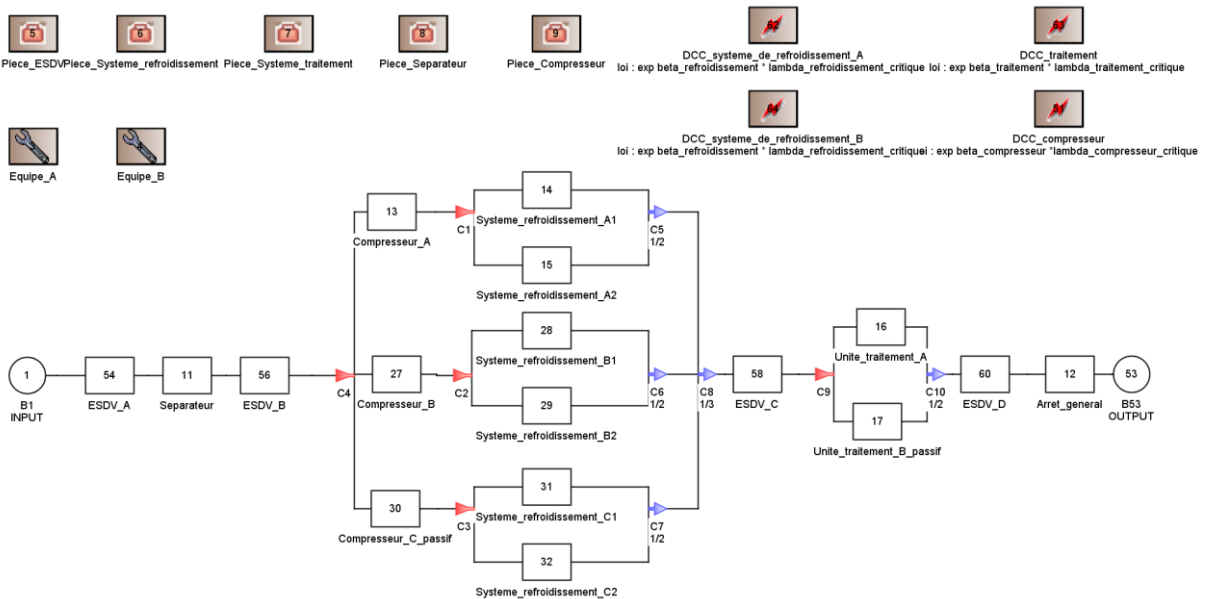 5
6
7
8
9
Piece_ESDV
Piece_Systeme_refroidissement
Piece_Systeme_traitement
Piece_Separateur
Piece_Compresseur
62
DCC_systeme_de_refroidissement_A
loi : exp beta_refroidissement * lambda_refroidissement_critique
63
DCC_traitement
loi : exp beta_traitement * lambda_traitement_critique
64
DCC_systeme_de_refroidissement_B
loi : exp beta_refroidissement * lambda_refroidissement_critique
51
DCC_compresseur
i : exp beta_compresseur *lambda_compresseur_critique
Equipe_A
Equipe_B
1
B1
INPUT
54
ESDV_A
11
Separateur
56
ESDV_B
C4
13
Compresseur_A
C1
14
Systeme_refroidissement_A1
15
Systeme_refroidissement_A2
C5
1/2
27
Compresseur_B
C2
28
Systeme_refroidissement_B1
29
Systeme_refroidissement_B2
C6
1/2
30
Compresseur_C_passif
C3
31
Systeme_refroidissement_C1
32
Systeme_refroidissement_C2
C7
1/2
C8
1/3
58
ESDV_C
C9
16
Unite_traitement_A
17
Unite_traitement_B_passif
C10
1/2
60
ESDV_D
12
Arret_general
53
B53
OUTPUT